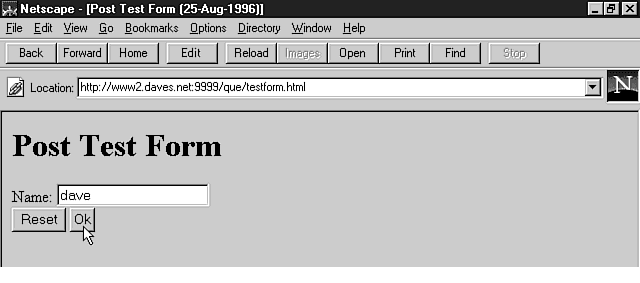 Netscape - [Post Test Form (25-Aug-1996)]
File Edit View Go Bookmarks Options Directory Window Help
Back Forward Home Edit Reload Images Open Print Find Stop
Location: http://www2.daves.net:9999/que/testform.html
N
Post Test Form
Name: dave
Reset Ok